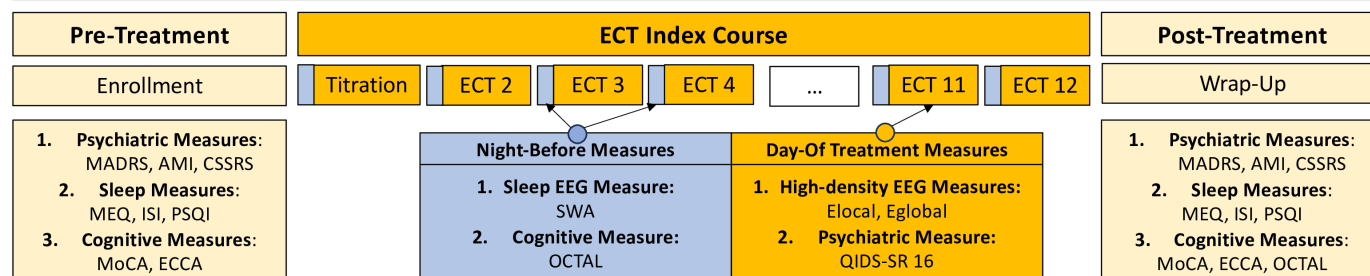 Pre-Treatment
ECT Index Course
Post-Treatment
Enrollment
Titration
ECT 2
ECT 3
ECT 4
...
ECT 11
ECT 12
Wrap-Up
1. Psychiatric Measures:
MADRS, AMI, CSSRS
2. Sleep Measures:
MEQ, ISI, PSQI
3. Cognitive Measures:
MoCA, ECCA
Night-Before Measures
1. Sleep EEG Measure:
SWA
2. Cognitive Measure:
OCTAL
Day-Of Treatment Measures
1. High-density EEG Measures:
Elocal, Eglobal
2. Psychiatric Measure:
QIDS-SR 16
1. Psychiatric Measures:
MADRS, AMI, CSSRS
2. Sleep Measures:
MEQ, ISI, PSQI
3. Cognitive Measures:
MoCA, ECCA, OCTAL